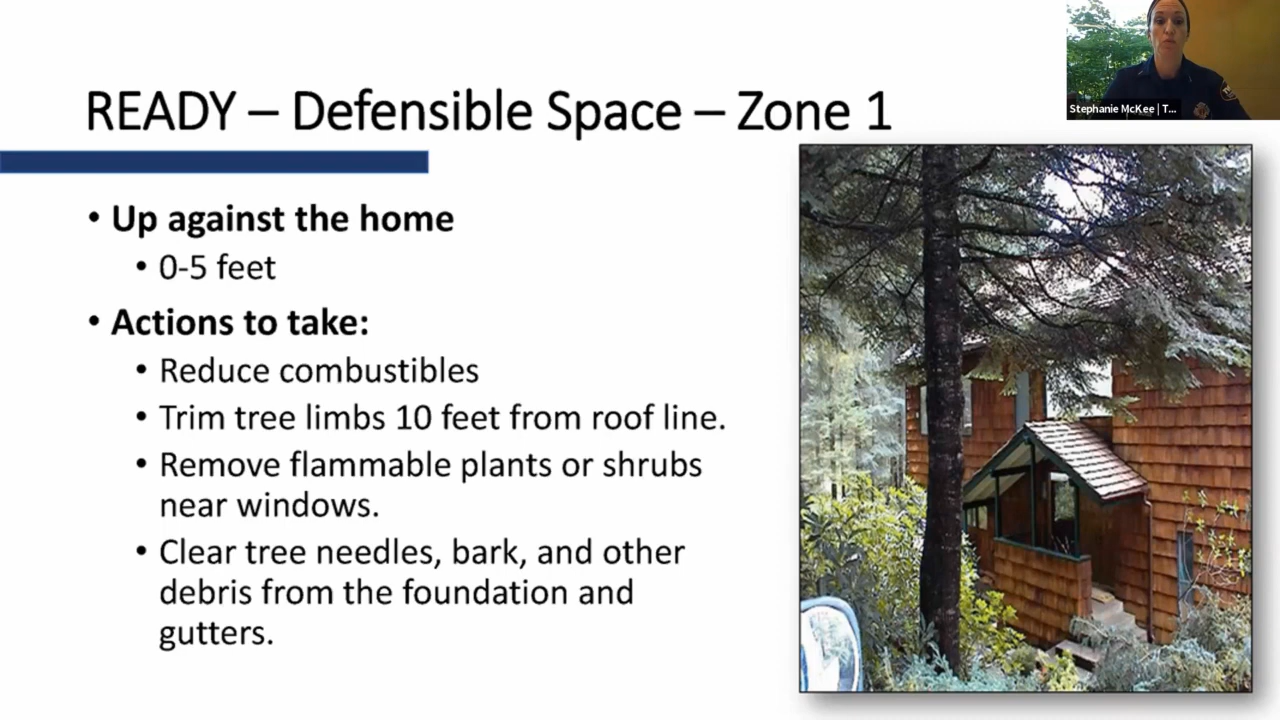 Stephanie McKee | T...
READY – Defensible Space – Zone 1
• Up against the home
• 0-5 feet
• Actions to take:
• Reduce combustibles
• Trim tree limbs 10 feet from roof line.
• Remove flammable plants or shrubs
near windows.
• Clear tree needles, bark, and other
debris from the foundation and
gutters.